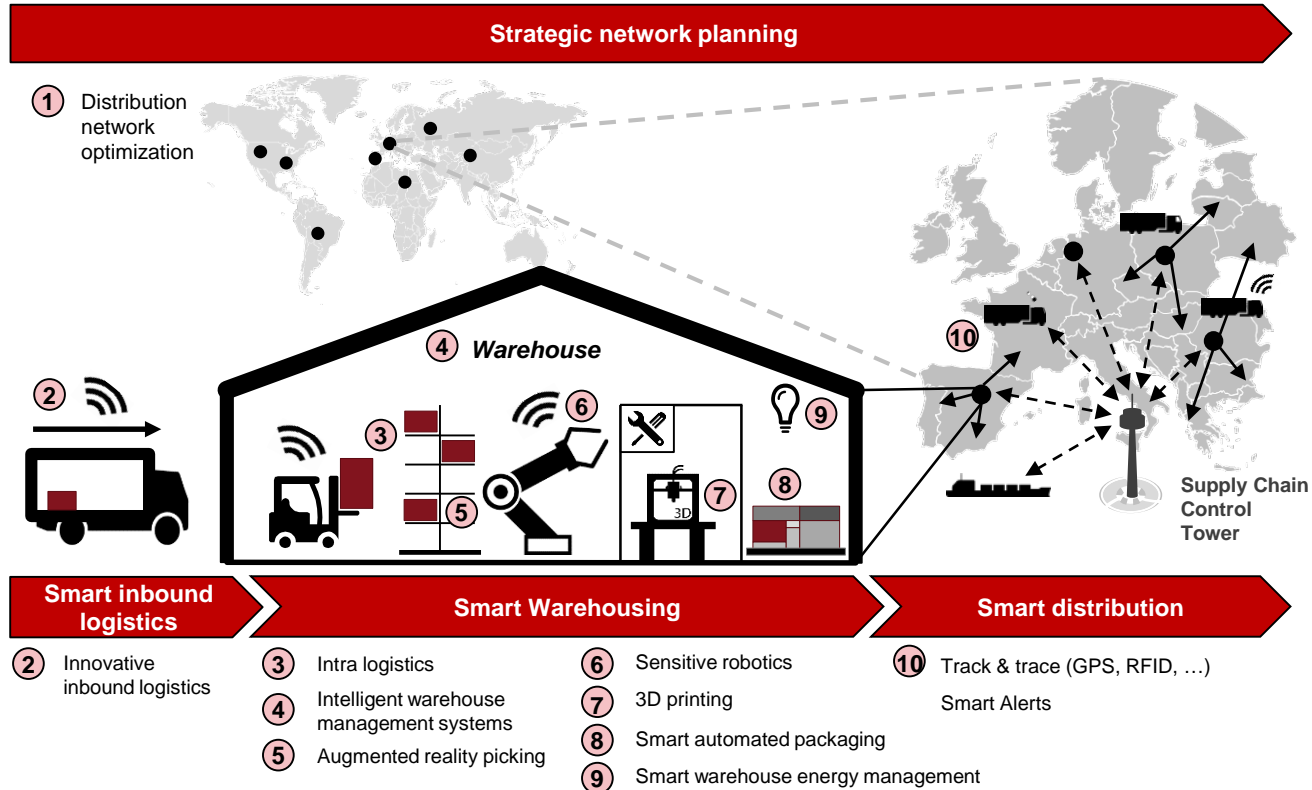 Strategic network planning
1 Distribution
network
optimization
4 Warehouse
10
2
6
3
9
8
7
5
3D
Supply Chain
Control
Tower
Smart inbound
logistics
Smart Warehousing
Smart distribution
2 Innovative
inbound logistics
3 Intra logistics
4 Intelligent warehouse
management systems
5 Augmented reality picking
6 Sensitive robotics
7 3D printing
8 Smart automated packaging
9 Smart warehouse energy management
10 Track & trace (GPS, RFID, …)
Smart Alerts